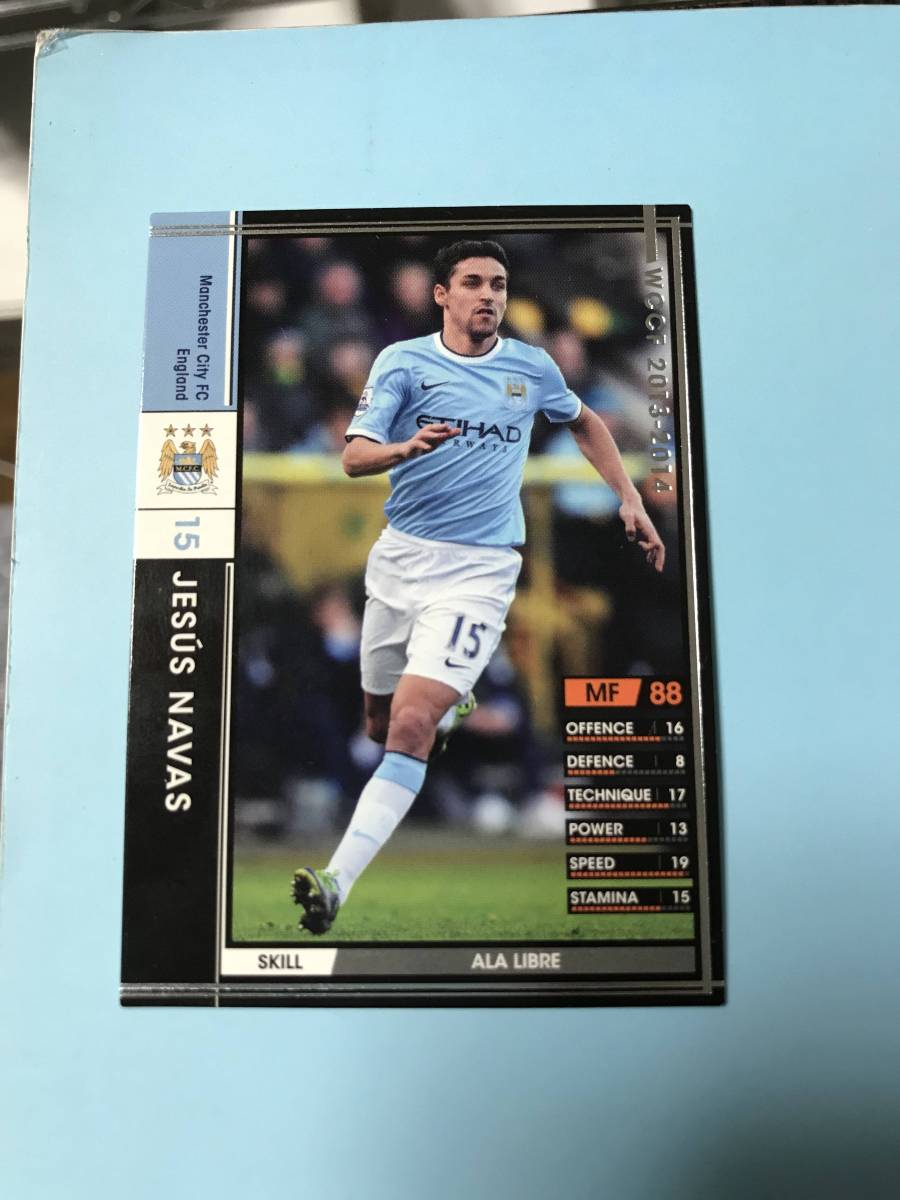 Manchester City FC
England
M.C.F.C.
15
JESÚS NAVAS
WCCF 2013-2014
ETIHAD
AIRWAYS
15
MF 88
OFFENCE 16
DEFENCE 8
TECHNIQUE 17
POWER 13
SPEED 19
STAMINA 15
SKILL ALA LIBRE